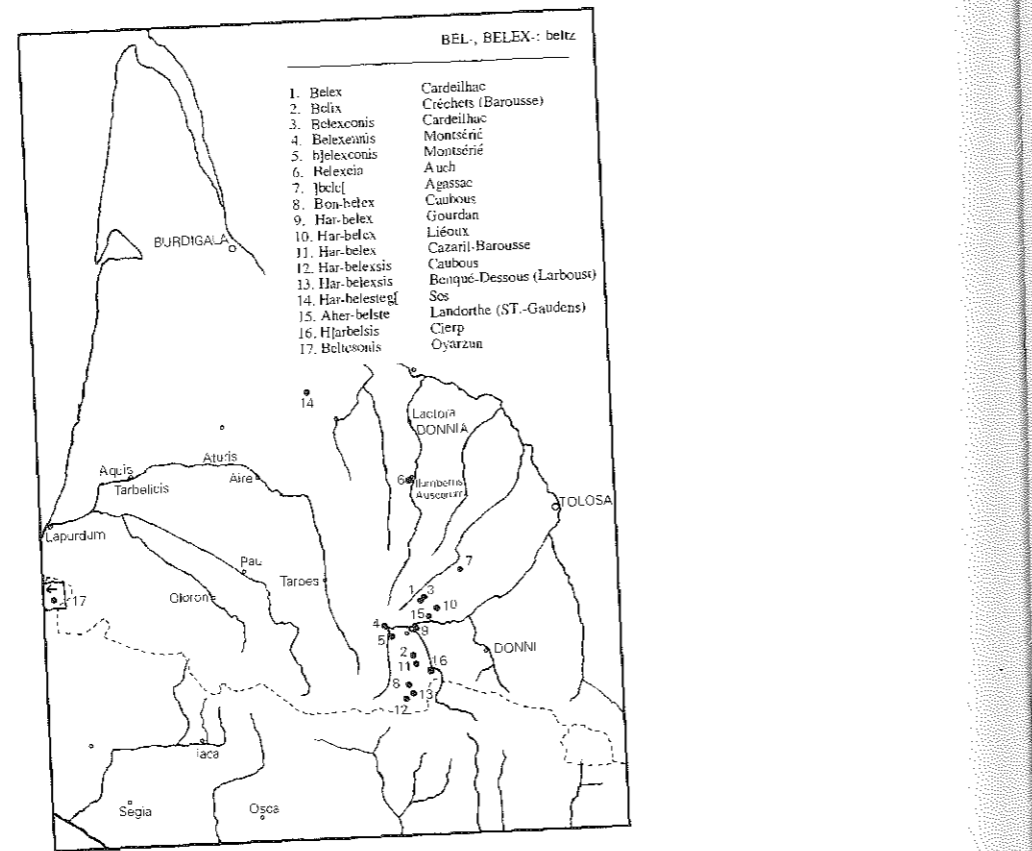 BEL-, BELEX-: beltz
1. Belex Cardeilhac
2. Belix Créchets (Barousse)
3. Belexconis Cardeilhac
4. Belexennis Montsérié
5. b]elexconis Montsérié
6. Belexeia Auch
7. ]bele[ Agassac
8. Bon-belex Caubous
9. Har-belex Gourdan
10. Har-belex Liéoux
11. Har-belex Cazaril-Barousse
12. Har-belexsis Caubous
13. Har-belexsis Benqué-Dessous (Larboust)
14. Har-belesteg[ Sos
15. Aher-belste Landorthe (ST.-Gaudens)
16. H[arbelsis Cierp
17. Beltesonis Oyarzun
BURDIGALA
14
Lactora
DONNIA
Aturis
Aquis
Tarbelicis
Aire
6
Auscorum
TOLOSA
Lapurdum
Pau
Tarbes
7
Oloron
17
1 3
10
15
4
9
5
DONNI
2
11 16
8
13
12
iaca
Segia
Osca